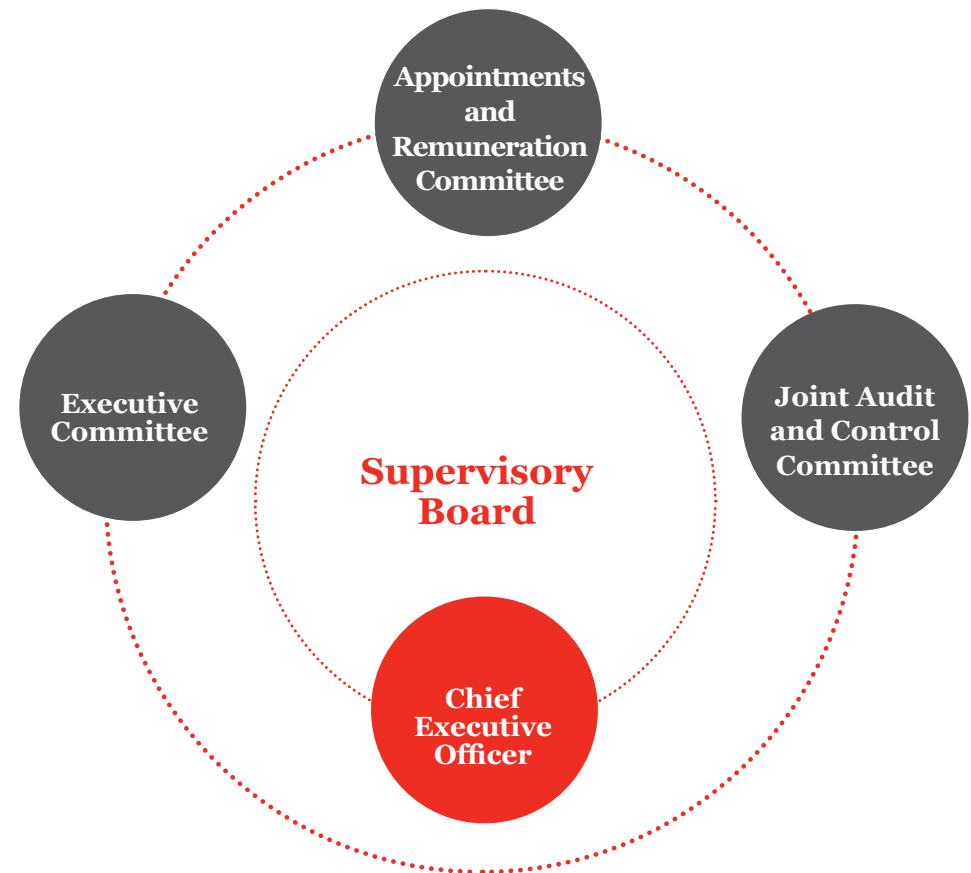 Appointments
and
Remuneration
Committee
Executive
Committee
Joint Audit
and Control
Committee
Supervisory
Board
Chief
Executive
Officer